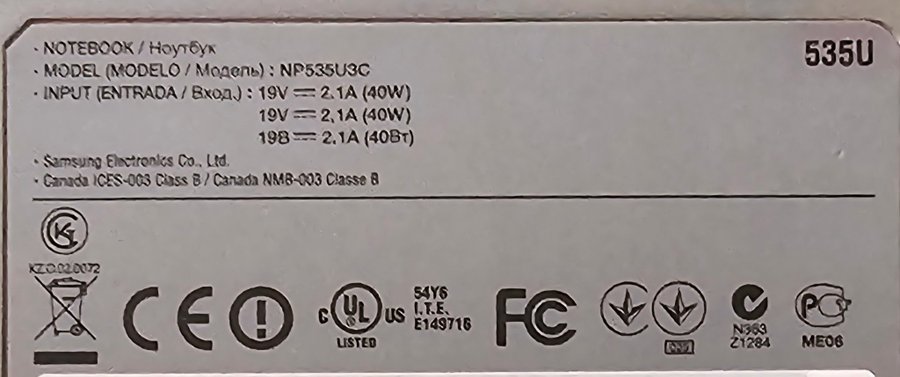 535U
· NOTEBOOK / Ноутбук
· MODEL (MODELO / Модель) : NP535U3C
· INPUT (ENTRADA / Вход.) : 19V ⎓ 2.1A (40W)
19V ⎓ 2.1A (40W)
19В ⎓ 2.1A (40Вт)
· Samsung Electronics Co., Ltd.
· Canada ICES-003 Class B / Canada NMB-003 Classe B
KZ.O.02.0072
CE
C UL US
LISTED
54Y6
I.T.E.
E149716
FC
N363
Z1284
PC
ME06